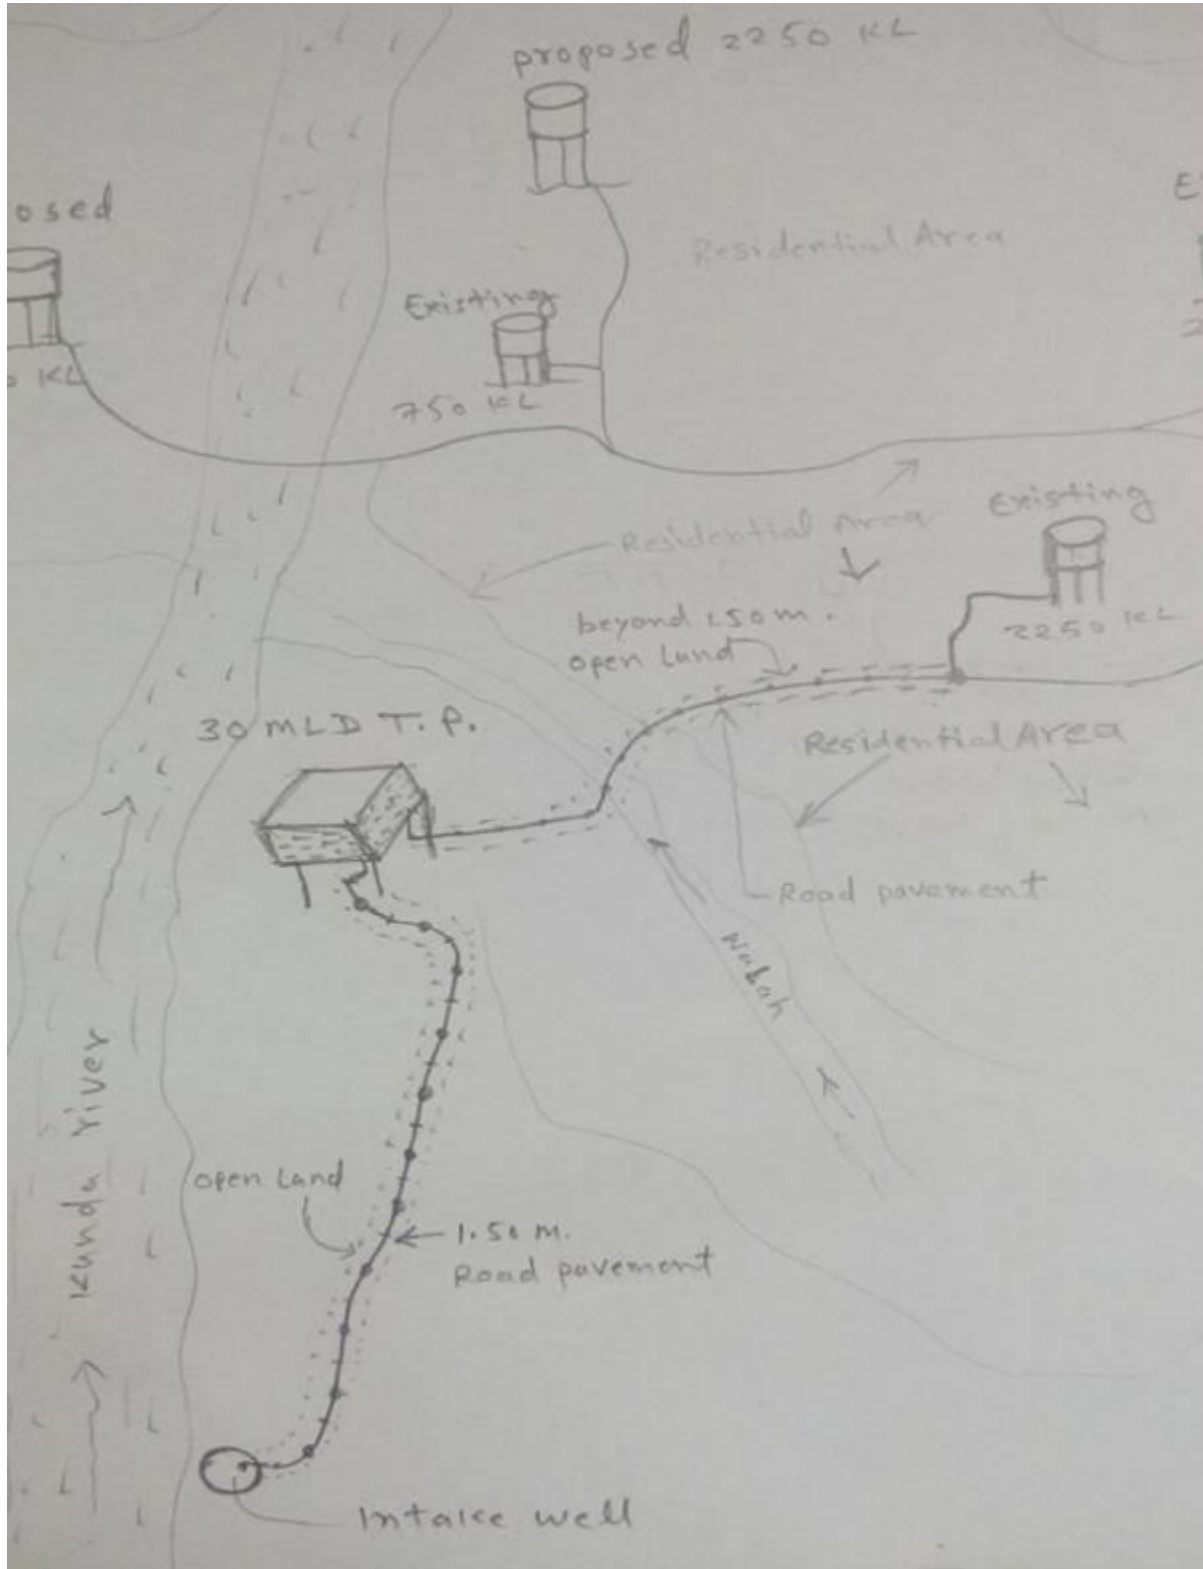 proposed 2250 KL
osed
Residential Area
Existing
KL
750 KL
Residential Area
Existing
beyond 1.50 m.
open Land
2250 KL
30 MLD T.P.
Residential Area
Road pavement
Nalah
Kunda river
open Land
1.50 m.
Road pavement
Intake well